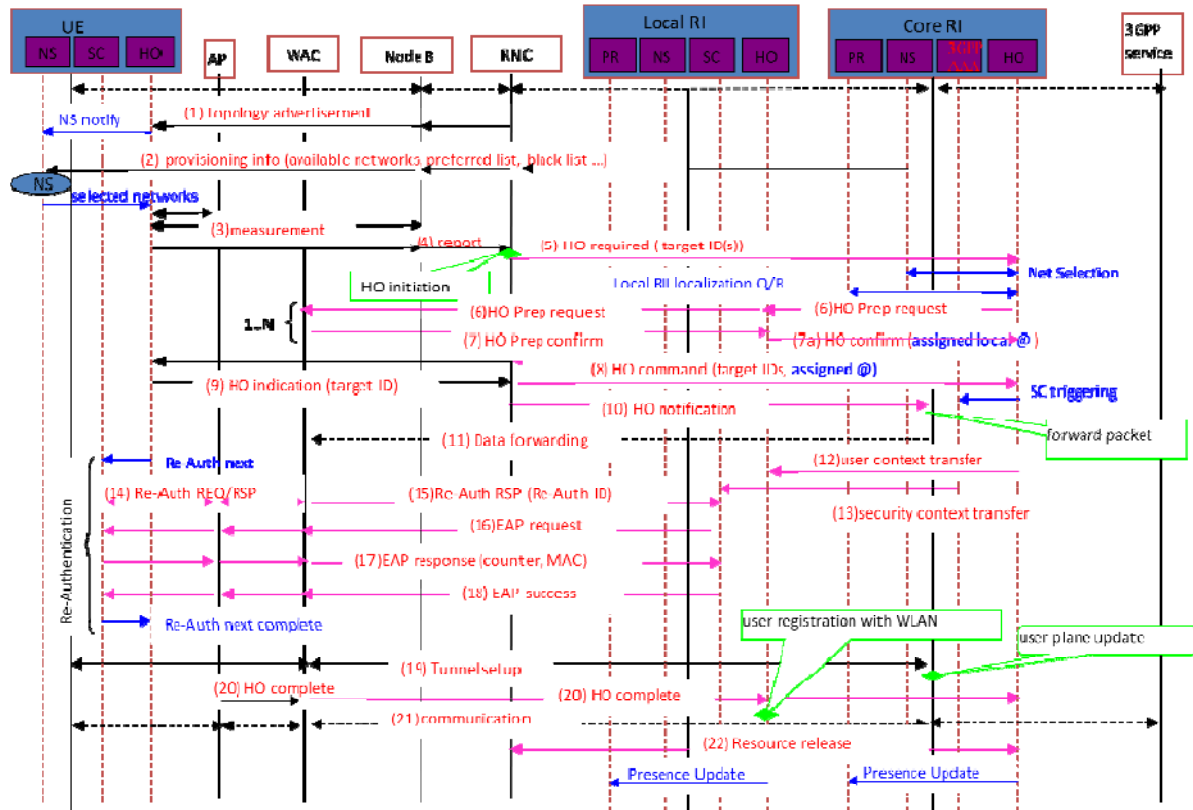 UE
Local RI
Core RI
3GPP
service
NS
SC
HO
AP
WAC
Node B
RNC
PR
NS
SC
HO
PR
NS
3GPP
AAA
HO
(1) Topology advertisement
NS notify
(2) provisioning info (available networks preferred list, black list ...)
NS
selected networks
(3)measurement
(4) report
(5) HO required ( target ID(s))
HO initiation
Local RII localization Q/R
Net Selection
(6)HO Prep request
(6)HO Prep request
1..N
(7) HO Prep confirm
(7a) HO confirm (assigned local @ )
(8) HO command (target IDs, assigned @)
(9) HO indication (target ID)
SC triggering
(10) HO notification
(11) Data forwarding
forward packet
Re-Auth next
(12)user context transfer
(14) Re-Auth REQ/RSP
(15)Re-Auth RSP (Re-Auth ID)
(13)security context transfer
(16)EAP request
(17)EAP response (counter, MAC)
Re-Authentication
(18) EAP success
Re-Auth next complete
user registration with WLAN
user plane update
(19) Tunnel setup
(20) HO complete
(20) HO complete
(21)communication
(22) Resource release
Presence Update
Presence Update